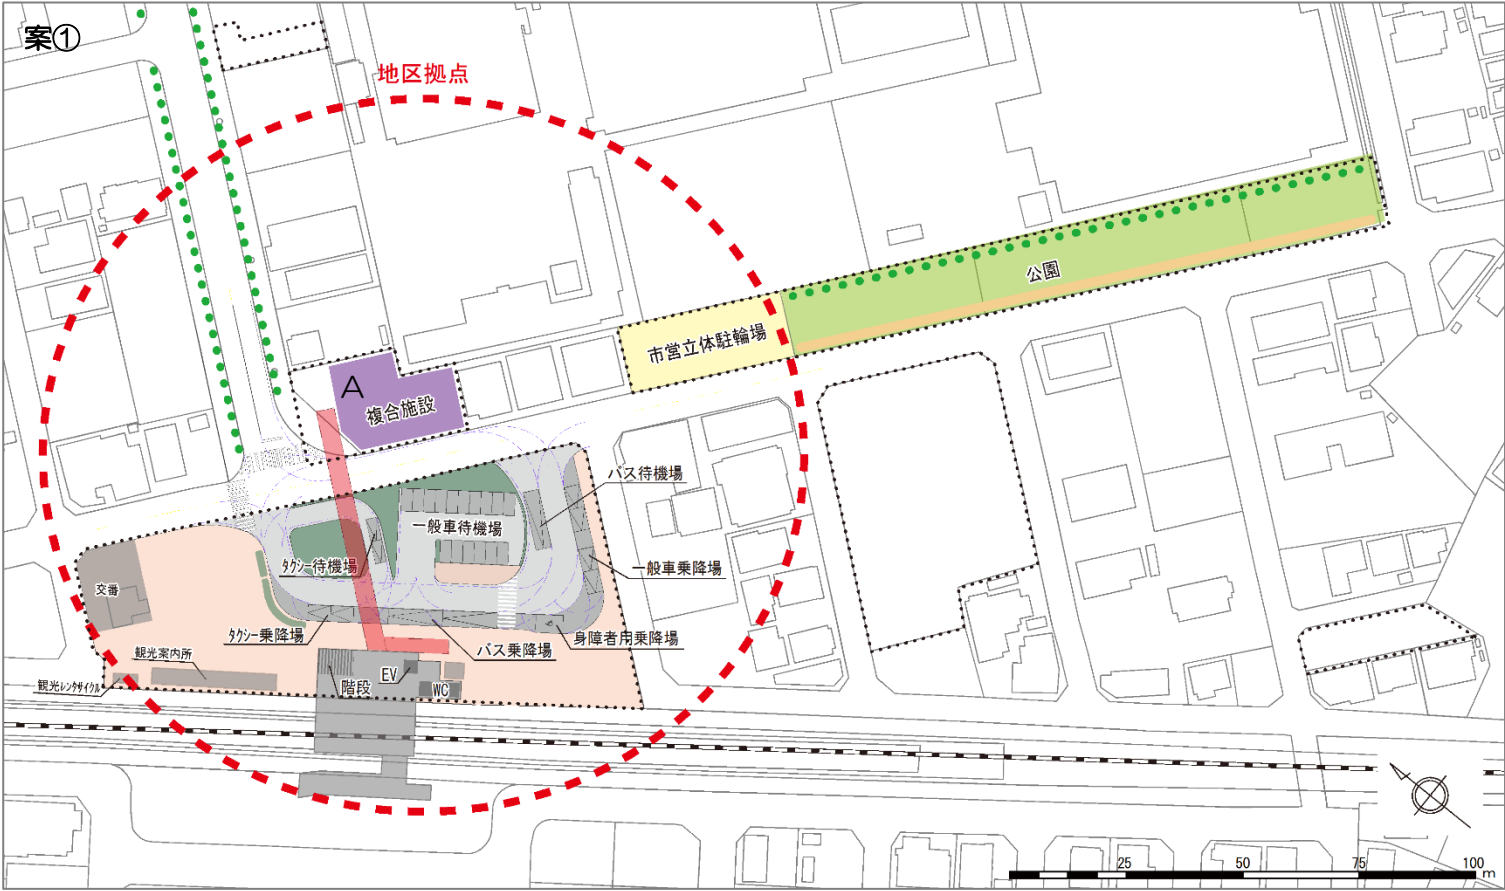 案①
地区拠点
公園
市営立体駐輪場
A
複合施設
バス待機場
一般車待機場
タクシー待機場
一般車乗降場
交番
タクシー乗降場
バス乗降場
身障者用乗降場
観光案内所
EV
階段
WC
観光レンタサイクル
25
50
75
100
m